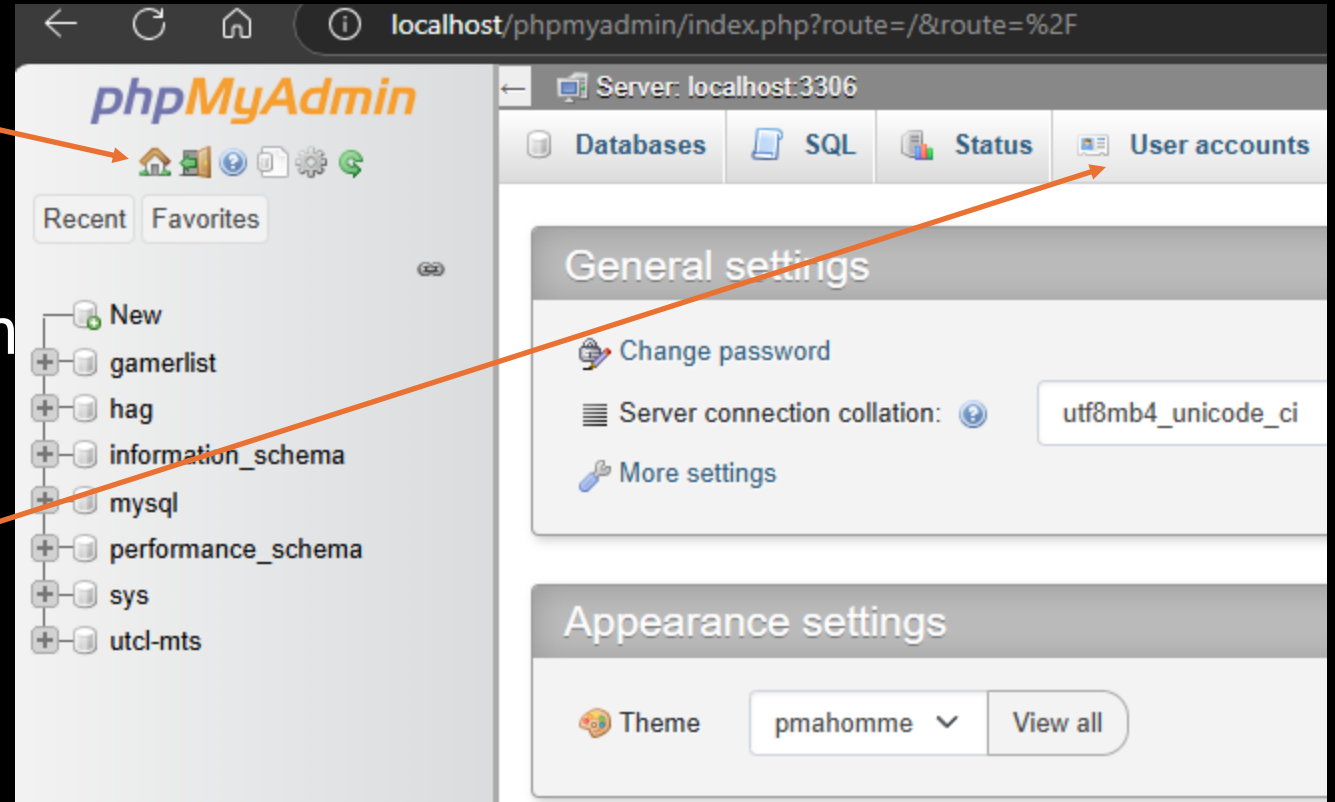 localhost/phpmyadmin/index.php?route=/&route=%2F
phpMyAdmin
Recent Favorites
n
New
gamerlist
hag
information_schema
mysql
performance_schema
sys
utcl-mts
Server: localhost:3306
Databases SQL Status User accounts
General settings
Change password
Server connection collation: utf8mb4_unicode_ci
More settings
Appearance settings
Theme pmahomme View all